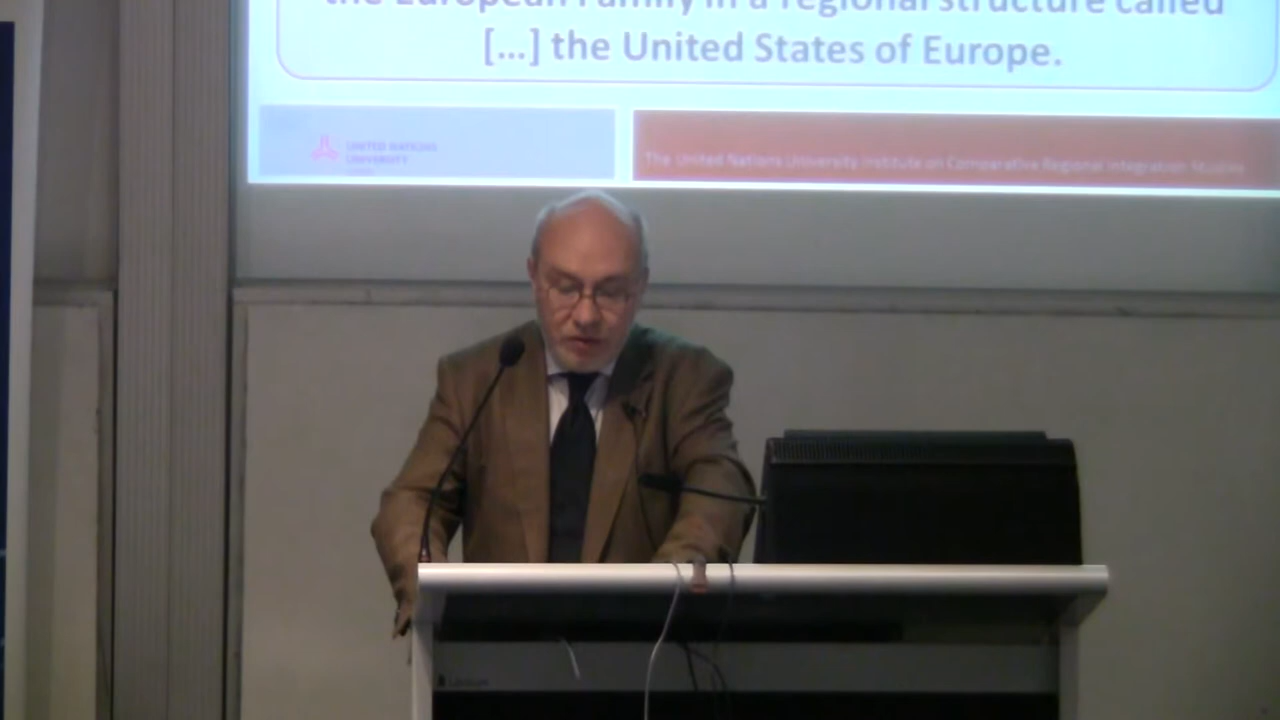 the European Family in a regional structure called
[...] the United States of Europe.
UNITED NATIONS
UNIVERSITY
The United Nations University Institute on Comparative Regional Integration Studies